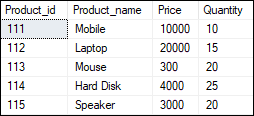 Product_id Product_name Price Quantity
111 Mobile 10000 10
112 Laptop 20000 15
113 Mouse 300 20
114 Hard Disk 4000 25
115 Speaker 3000 20